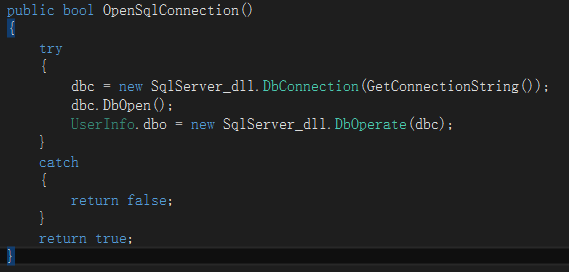 public bool OpenSqlConnection()
{
try
{
dbc = new SqlServer_dll.DbConnection(GetConnectionString());
dbc.DbOpen();
UserInfo.dbo = new SqlServer_dll.DbOperate(dbc);
}
catch
{
return false;
}
return true;
}